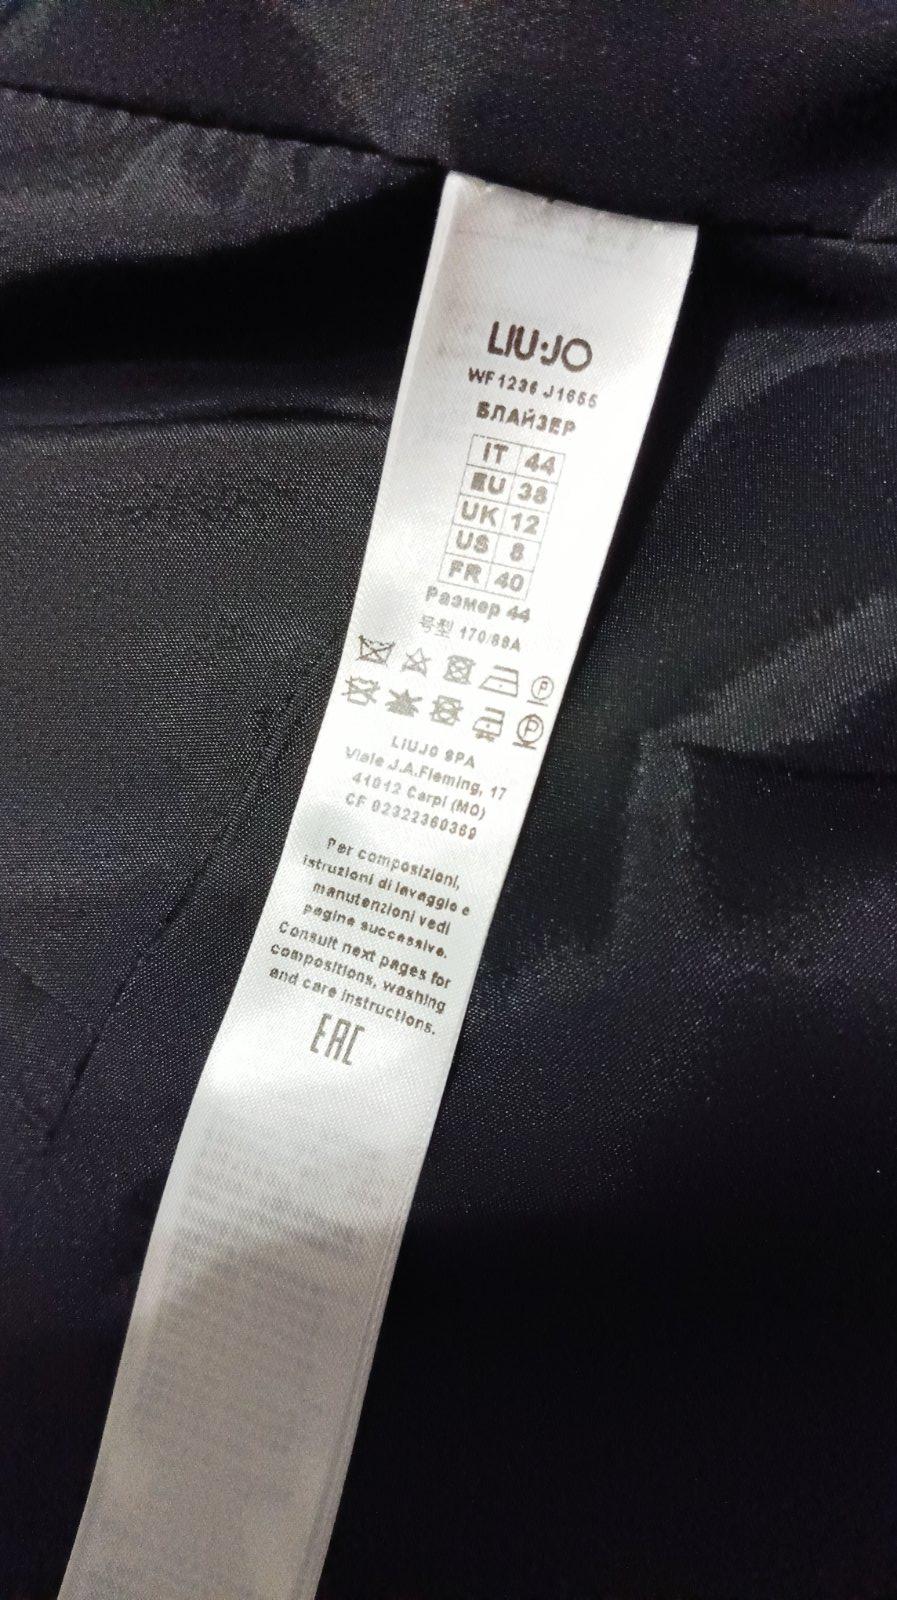 LIU·JO
WF1236 J1655
БЛАЙЗЕР
IT 44
EU 38
UK 12
US 8
FR 40
Размер 44
号型 170/88A
LIUJO SPA
Viale J.A.Fleming, 17
41012 Carpi (MO)
CF 02322360369
Per composizioni,
istruzioni di lavaggio e
manutenzioni vedi
pagine successive.
Consult next pages for
compositions, washing
and care instructions.
EAC